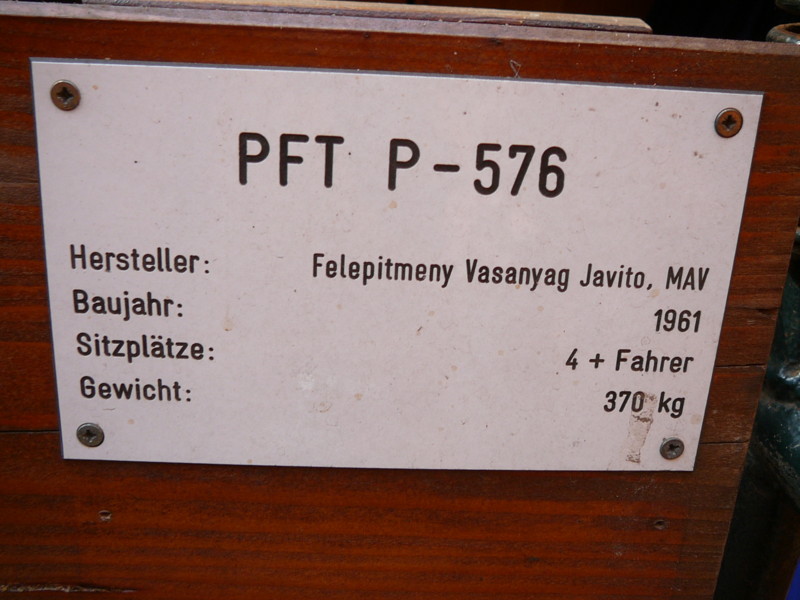 PFT P-576
Hersteller: Felepitmeny Vasanyag Javito, MAV
Baujahr: 1961
Sitzplätze: 4 + Fahrer
Gewicht: 370 kg